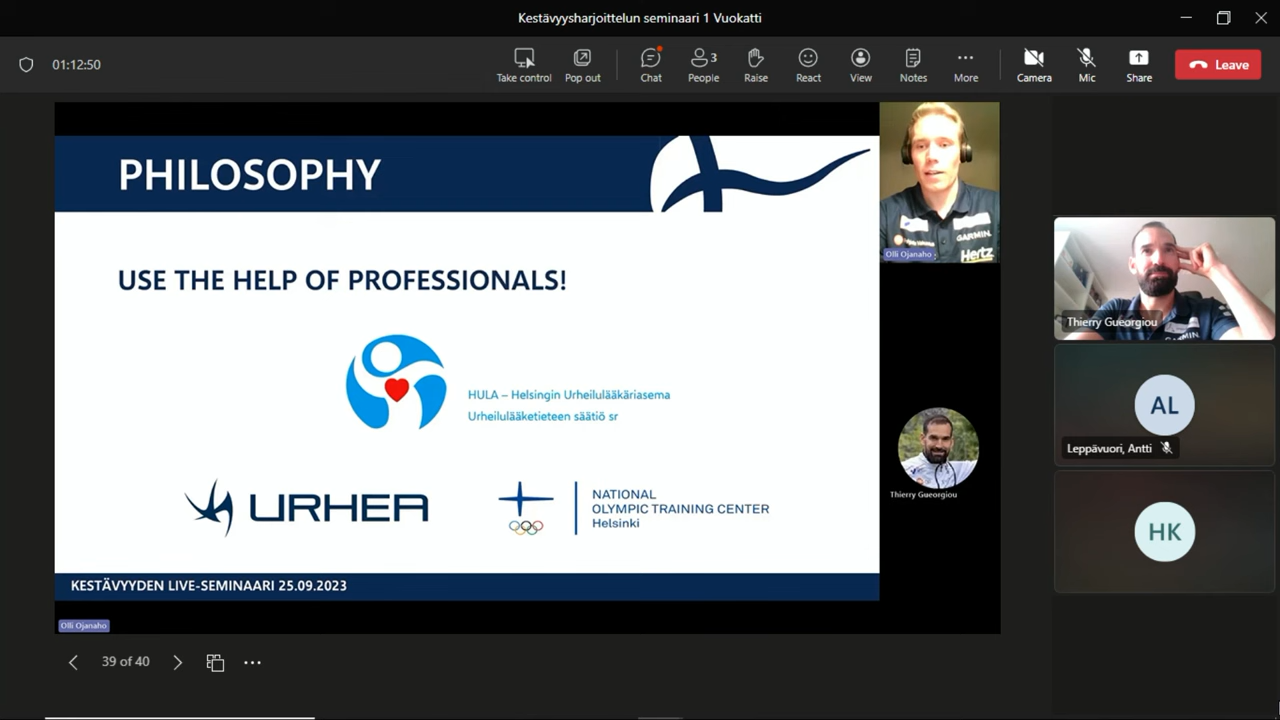 Kestävyysharjoittelun seminaari 1 Vuokatti
01:12:50
Take control
Pop out
Chat
3
People
Raise
React
View
Notes
More
Camera
Mic
Share
Leave
PHILOSOPHY
USE THE HELP OF PROFESSIONALS!
HULA – Helsingin Urheilulääkäriasema
Urheilulääketieteen säätiö sr
URHEA
NATIONAL
OLYMPIC TRAINING CENTER
Helsinki
KESTÄVYYDEN LIVE-SEMINAARI 25.09.2023
Olli Ojanaho
GARMIN
Hertz
Olli Ojanaho
Thierry Gueorgiou
Thierry Gueorgiou
GARMIN
AL
Leppävuori, Antti
HK
39 of 40